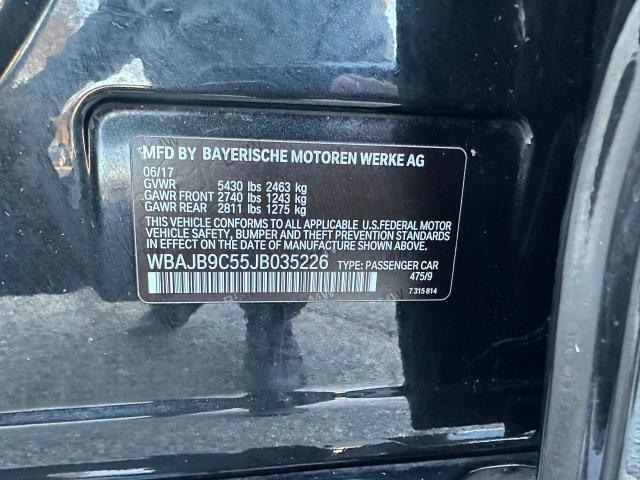 MFD BY BAYERISCHE MOTOREN WERKE AG
06/17
GVWR 5430 lbs 2463 kg
GAWR FRONT 2740 lbs 1243 kg
GAWR REAR 2811 lbs 1275 kg
THIS VEHICLE CONFORMS TO ALL APPLICABLE U.S.FEDERAL MOTOR
VEHICLE SAFETY, BUMPER, AND THEFT PREVENTION STANDARDS
IN EFFECT ON THE DATE OF MANUFACTURE SHOWN ABOVE.
WBAJB9C55JB035226 TYPE: PASSENGER CAR
475/9
7 315 814